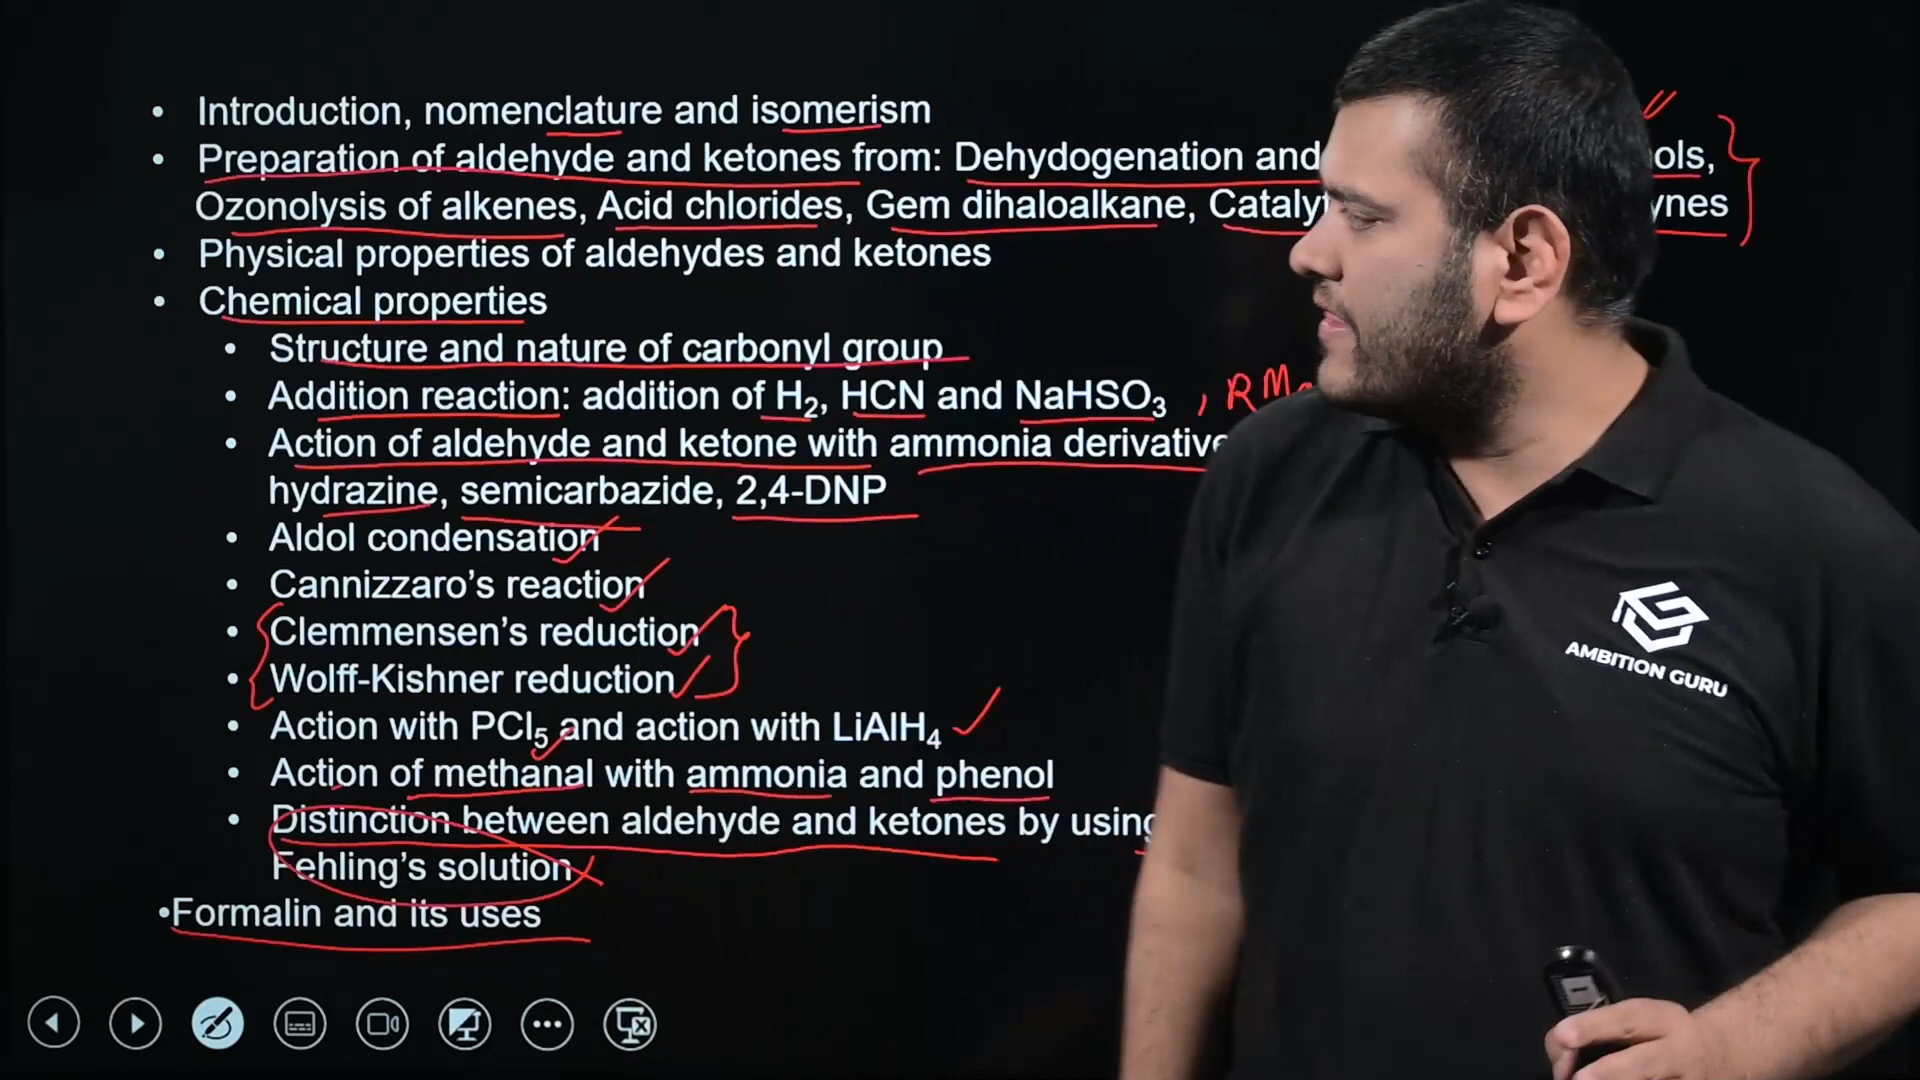 • Introduction, nomenclature and isomerism
• Preparation of aldehyde and ketones from: Dehydogenation and ols,
Ozonolysis of alkenes, Acid chlorides, Gem dihaloalkane, Cataly ynes
• Physical properties of aldehydes and ketones
• Chemical properties
• Structure and nature of carbonyl group
• Addition reaction: addition of H₂, HCN and NaHSO₃ , RM
• Action of aldehyde and ketone with ammonia derivative
hydrazine, semicarbazide, 2,4-DNP
• Aldol condensation
• Cannizzaro's reaction
• Clemmensen's reduction
• Wolff-Kishner reduction
• Action with PCl₅ and action with LiAlH₄
• Action of methanal with ammonia and phenol
• Distinction between aldehyde and ketones by using
Fehling's solution
•Formalin and its uses
AMBITION GURU